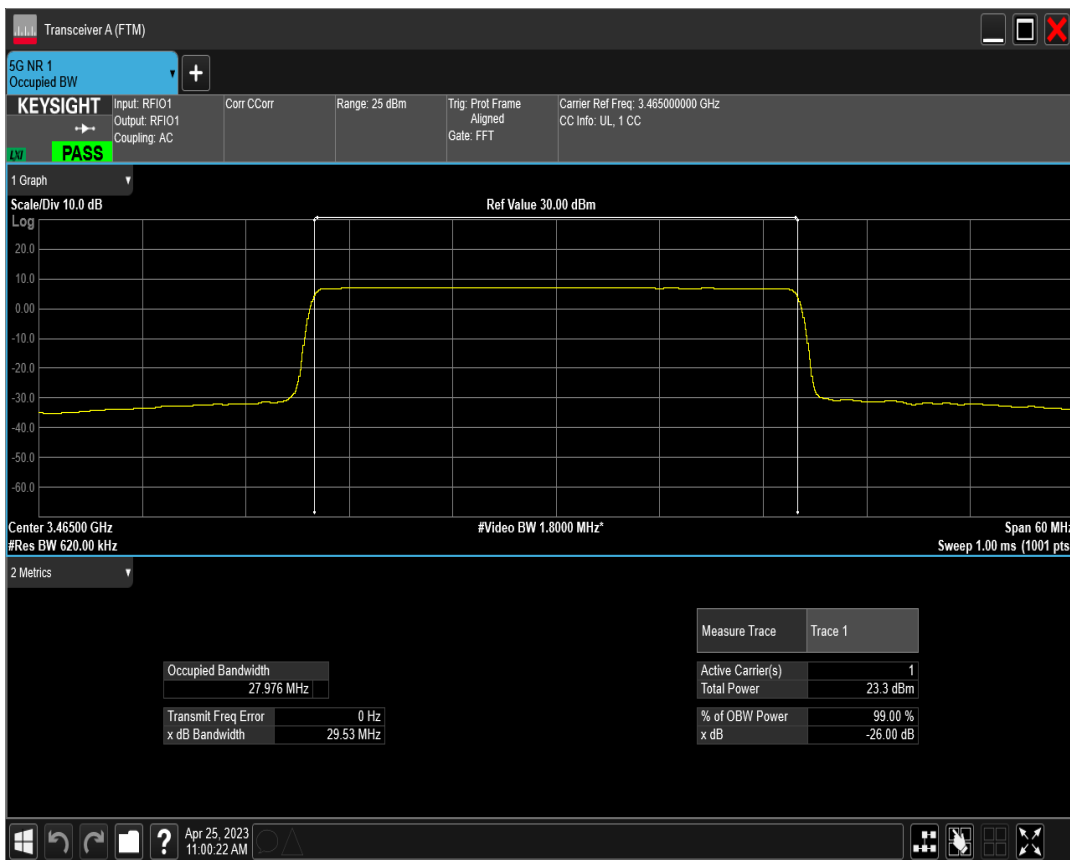 Transceiver A (FTM)
5G NR 1
Occupied BW
+
KEYSIGHT
LXI
PASS
Input: RFIO1
Output: RFIO1
Coupling: AC
Corr CCorr
Range: 25 dBm
Trig: Prot Frame
Aligned
Gate: FFT
Carrier Ref Freq: 3.465000000 GHz
CC Info: UL, 1 CC
1 Graph
Scale/Div 10.0 dB
Ref Value 30.00 dBm
Log
20.0
10.0
0.00
-10.0
-20.0
-30.0
-40.0
-50.0
-60.0
Center 3.46500 GHz
#Video BW 1.8000 MHz*
Span 60 MHz
#Res BW 620.00 kHz
Sweep 1.00 ms (1001 pts
2 Metrics
Measure Trace Trace 1
Occupied Bandwidth
27.976 MHz
Transmit Freq Error 0 Hz
x dB Bandwidth 29.53 MHz
Active Carrier(s) 1
Total Power 23.3 dBm
% of OBW Power 99.00 %
x dB -26.00 dB
?
Apr 25, 2023
11:00:22 AM